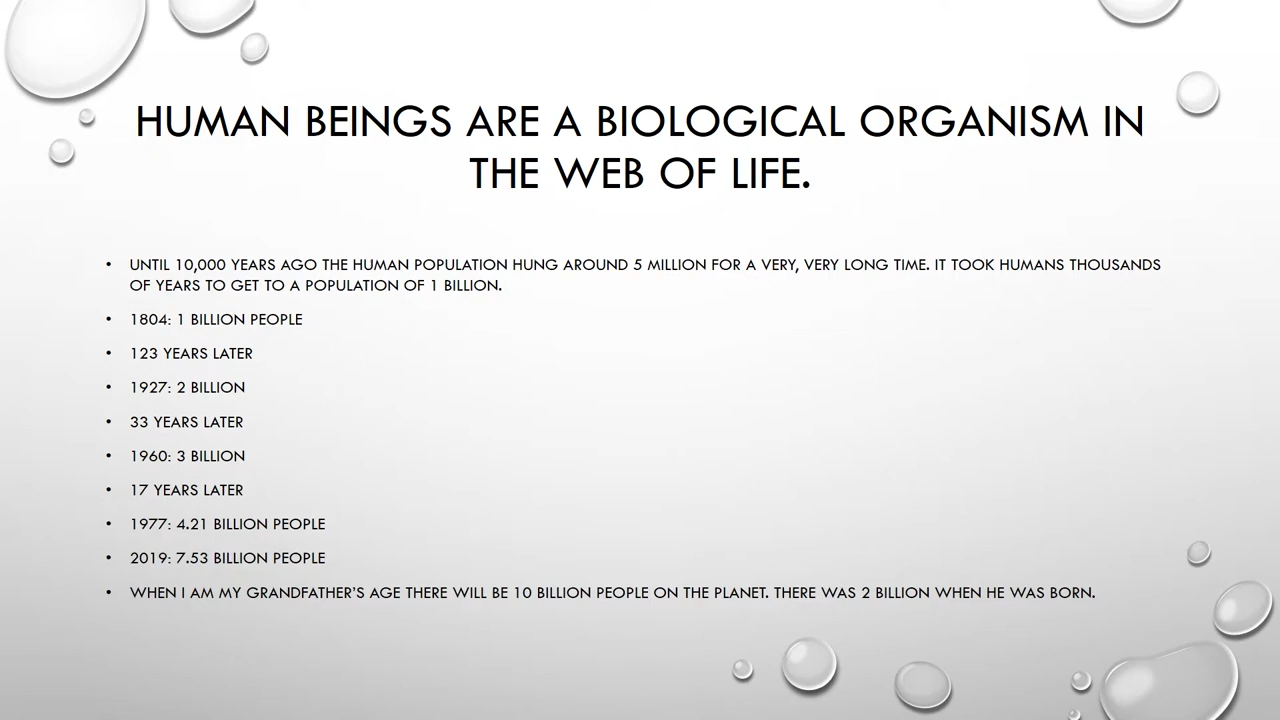 HUMAN BEINGS ARE A BIOLOGICAL ORGANISM IN
THE WEB OF LIFE.
• UNTIL 10,000 YEARS AGO THE HUMAN POPULATION HUNG AROUND 5 MILLION FOR A VERY, VERY LONG TIME. IT TOOK HUMANS THOUSANDS
OF YEARS TO GET TO A POPULATION OF 1 BILLION.
• 1804: 1 BILLION PEOPLE
• 123 YEARS LATER
• 1927: 2 BILLION
• 33 YEARS LATER
• 1960: 3 BILLION
• 17 YEARS LATER
• 1977: 4.21 BILLION PEOPLE
• 2019: 7.53 BILLION PEOPLE
• WHEN I AM MY GRANDFATHER'S AGE THERE WILL BE 10 BILLION PEOPLE ON THE PLANET. THERE WAS 2 BILLION WHEN HE WAS BORN.